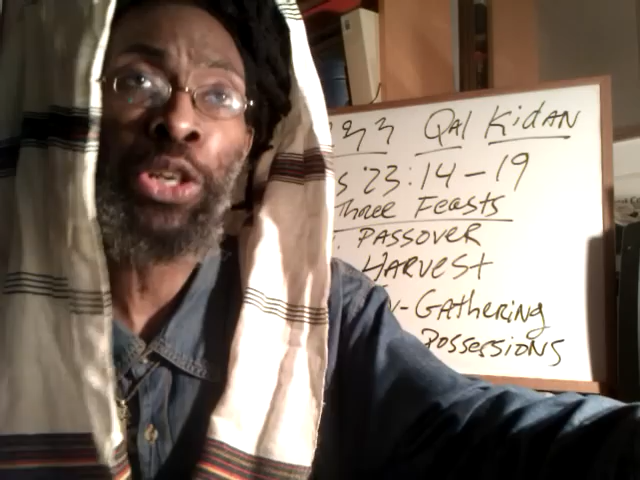 QAl KidAN
s 23:14-19
Three Feasts
PASSOVER
HARVEST
N-GATHERiNg
POSSESSIONS